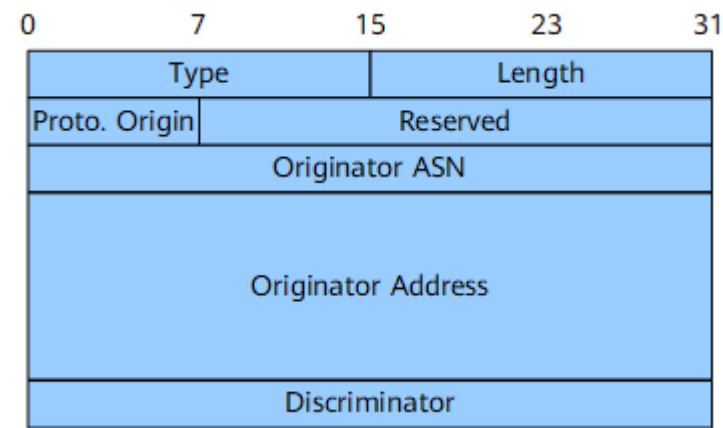 0 7 15 23 31
Type Length
Proto. Origin Reserved
Originator ASN
Originator Address
Discriminator